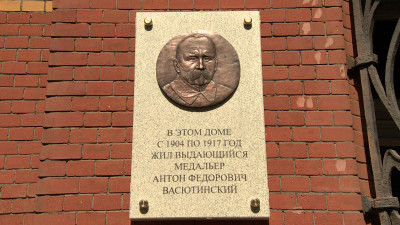 В ЭТОМ ДОМЕ
С 1904 ПО 1917 ГОД
ЖИЛ ВЫДАЮЩИЙСЯ
МЕДАЛЬЕР
АНТОН ФЕДОРОВИЧ
ВАСЮТИНСКИЙ